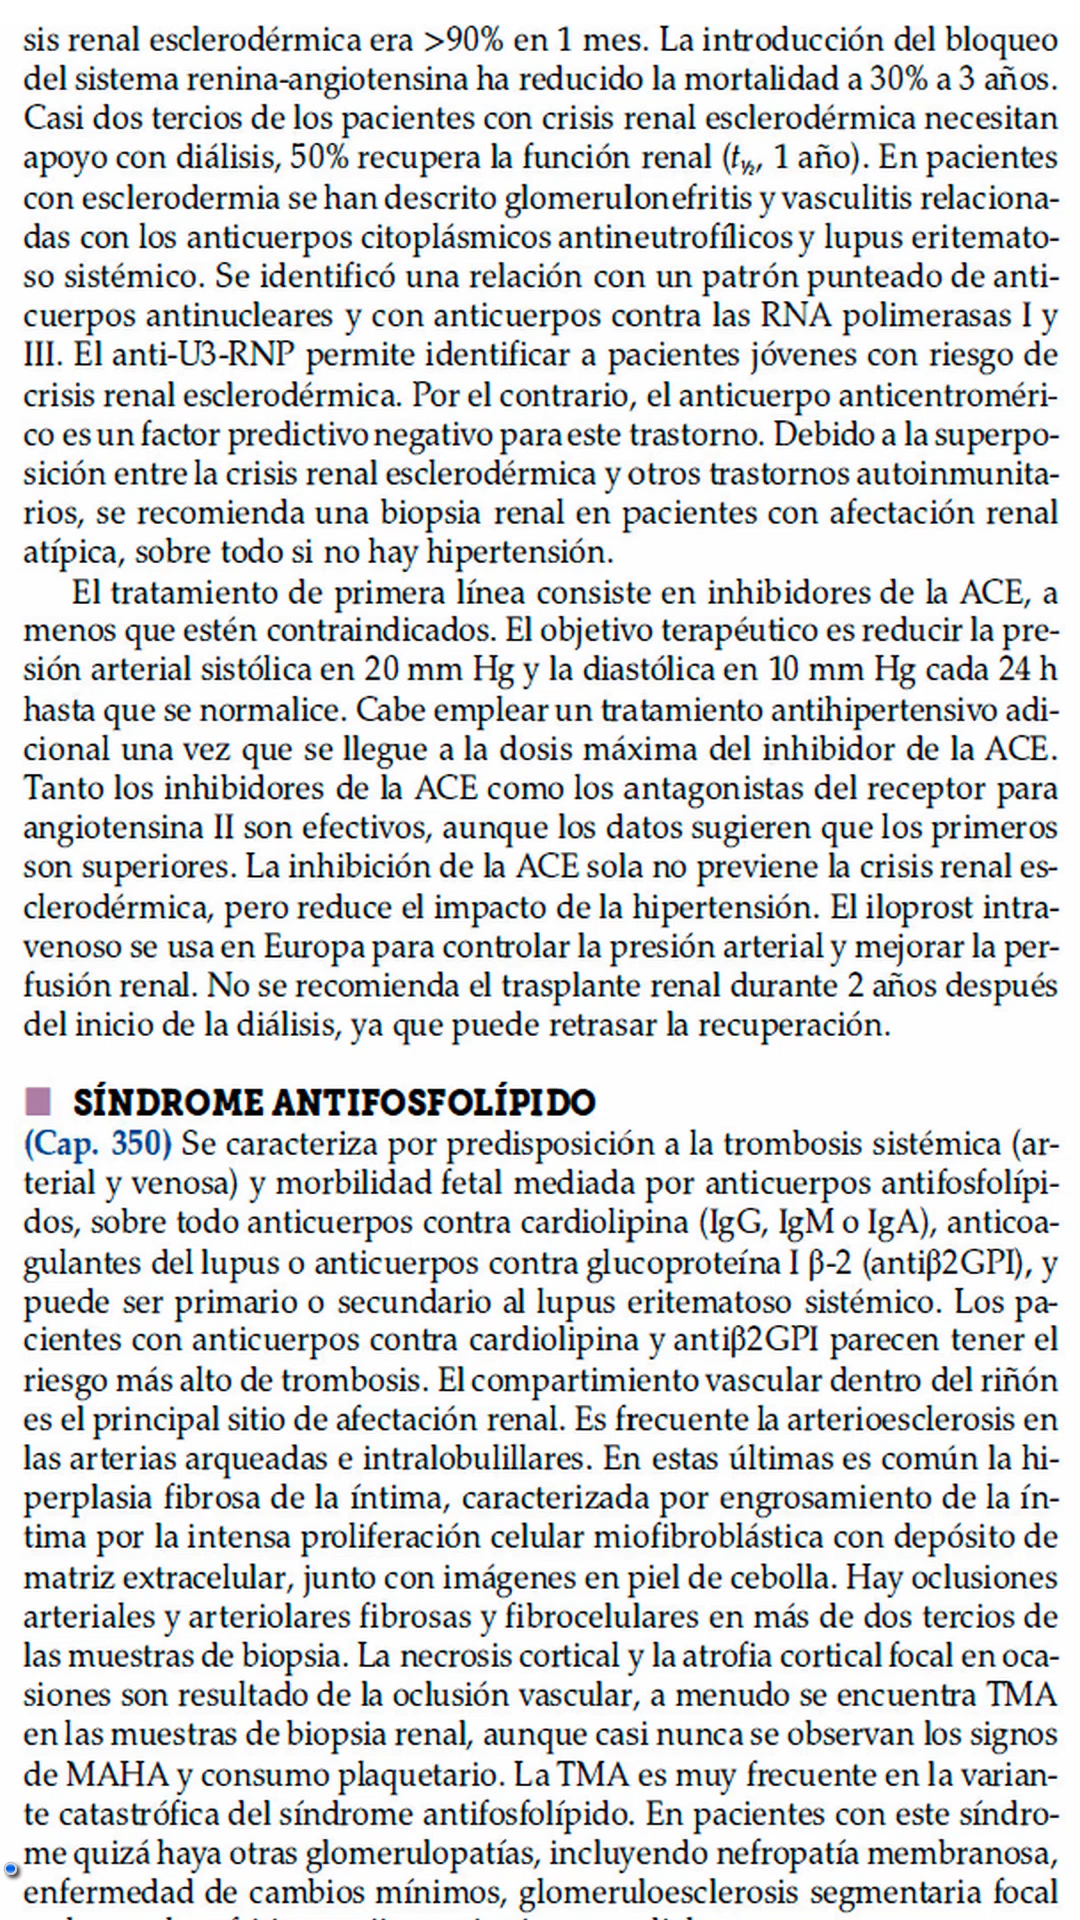 sis renal esclerodérmica era >90% en 1 mes. La introducción del bloqueo
del sistema renina-angiotensina ha reducido la mortalidad a 30% a 3 años.
Casi dos tercios de los pacientes con crisis renal esclerodérmica necesitan
apoyo con diálisis, 50% recupera la función renal (t½, 1 año). En pacientes
con esclerodermia se han descrito glomerulonefritis y vasculitis relaciona-
das con los anticuerpos citoplásmicos antineutrofílicos y lupus eritemato-
so sistémico. Se identificó una relación con un patrón punteado de anti-
cuerpos antinucleares y con anticuerpos contra las RNA polimerasas I y
III. El anti-U3-RNP permite identificar a pacientes jóvenes con riesgo de
crisis renal esclerodérmica. Por el contrario, el anticuerpo anticentroméri-
co es un factor predictivo negativo para este trastorno. Debido a la superpo-
sición entre la crisis renal esclerodérmica y otros trastornos autoinmunita-
rios, se recomienda una biopsia renal en pacientes con afectación renal
atípica, sobre todo si no hay hipertensión.
El tratamiento de primera línea consiste en inhibidores de la ACE, a
menos que estén contraindicados. El objetivo terapéutico es reducir la pre-
sión arterial sistólica en 20 mm Hg y la diastólica en 10 mm Hg cada 24 h
hasta que se normalice. Cabe emplear un tratamiento antihipertensivo adi-
cional una vez que se llegue a la dosis máxima del inhibidor de la ACE.
Tanto los inhibidores de la ACE como los antagonistas del receptor para
angiotensina II son efectivos, aunque los datos sugieren que los primeros
son superiores. La inhibición de la ACE sola no previene la crisis renal es-
clerodérmica, pero reduce el impacto de la hipertensión. El iloprost intra-
venoso se usa en Europa para controlar la presión arterial y mejorar la per-
fusión renal. No se recomienda el trasplante renal durante 2 años después
del inicio de la diálisis, ya que puede retrasar la recuperación.
SÍNDROME ANTIFOSFOLÍPIDO
(Cap. 350) Se caracteriza por predisposición a la trombosis sistémica (ar-
terial y venosa) y morbilidad fetal mediada por anticuerpos antifosfolípi-
dos, sobre todo anticuerpos contra cardiolipina (IgG, IgM o IgA), anticoa-
gulantes del lupus o anticuerpos contra glucoproteína I β-2 (antiβ2GPI), y
puede ser primario o secundario al lupus eritematoso sistémico. Los pa-
cientes con anticuerpos contra cardiolipina y antiβ2GPI parecen tener el
riesgo más alto de trombosis. El compartimiento vascular dentro del riñón
es el principal sitio de afectación renal. Es frecuente la arterioesclerosis en
las arterias arqueadas e intralobulillares. En estas últimas es común la hi-
perplasia fibrosa de la íntima, caracterizada por engrosamiento de la ín-
tima por la intensa proliferación celular miofibroblástica con depósito de
matriz extracelular, junto con imágenes en piel de cebolla. Hay oclusiones
arteriales y arteriolares fibrosas y fibrocelulares en más de dos tercios de
las muestras de biopsia. La necrosis cortical y la atrofia cortical focal en oca-
siones son resultado de la oclusión vascular, a menudo se encuentra TMA
en las muestras de biopsia renal, aunque casi nunca se observan los signos
de MAHA y consumo plaquetario. La TMA es muy frecuente en la varian-
te catastrófica del síndrome antifosfolípido. En pacientes con este síndro-
me quizá haya otras glomerulopatías, incluyendo nefropatía membranosa,
enfermedad de cambios mínimos, glomeruloesclerosis segmentaria focal